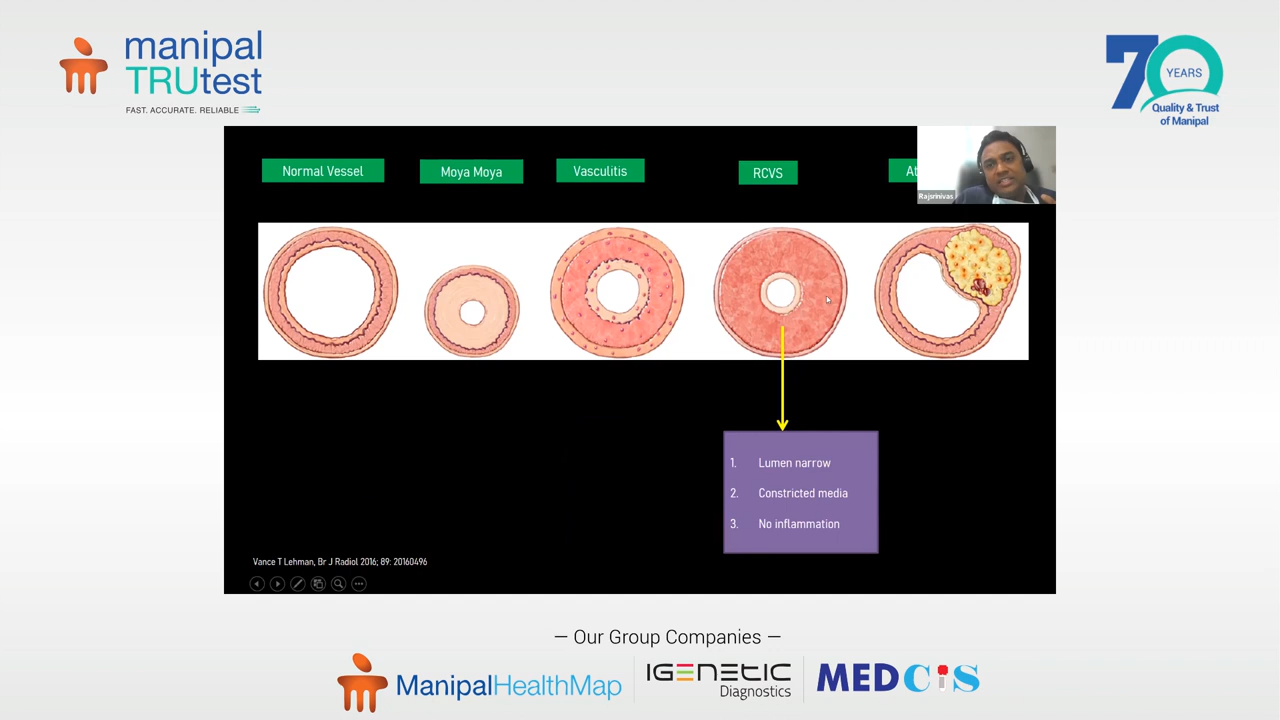 manipal
TRUtest
FAST. ACCURATE. RELIABLE
70
YEARS
Quality & Trust
of Manipal
Normal Vessel
Moya Moya
Vasculitis
RCVS
At
Rajsrinivas
1. Lumen narrow
2. Constricted media
3. No inflammation
Vance T Lehman, Br J Radiol 2016; 89: 20160496
— Our Group Companies —
ManipalHealthMap
IGENETIC
Diagnostics
MEDCiS